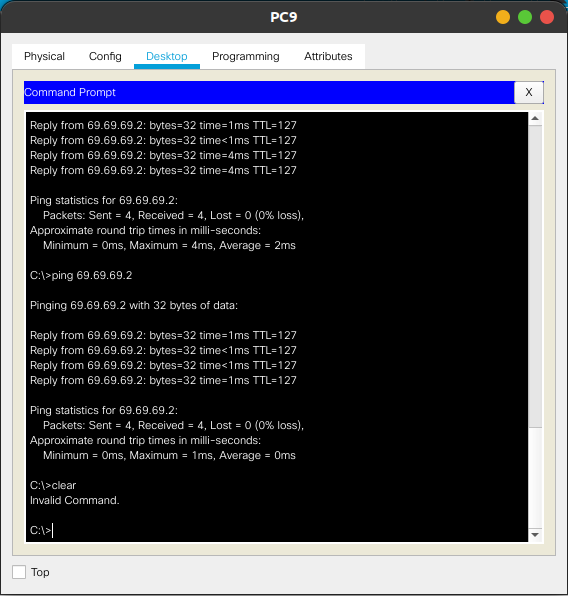 PC9
Physical Config Desktop Programming Attributes
Command Prompt X
Reply from 69.69.69.2: bytes=32 time=1ms TTL=127
Reply from 69.69.69.2: bytes=32 time<1ms TTL=127
Reply from 69.69.69.2: bytes=32 time=4ms TTL=127
Reply from 69.69.69.2: bytes=32 time=4ms TTL=127
Ping statistics for 69.69.69.2:
Packets: Sent = 4, Received = 4, Lost = 0 (0% loss),
Approximate round trip times in milli-seconds:
Minimum = 0ms, Maximum = 4ms, Average = 2ms
C:\>ping 69.69.69.2
Pinging 69.69.69.2 with 32 bytes of data:
Reply from 69.69.69.2: bytes=32 time=1ms TTL=127
Reply from 69.69.69.2: bytes=32 time<1ms TTL=127
Reply from 69.69.69.2: bytes=32 time<1ms TTL=127
Reply from 69.69.69.2: bytes=32 time=1ms TTL=127
Ping statistics for 69.69.69.2:
Packets: Sent = 4, Received = 4, Lost = 0 (0% loss),
Approximate round trip times in milli-seconds:
Minimum = 0ms, Maximum = 1ms, Average = 0ms
C:\>clear
Invalid Command.
C:\>
Top